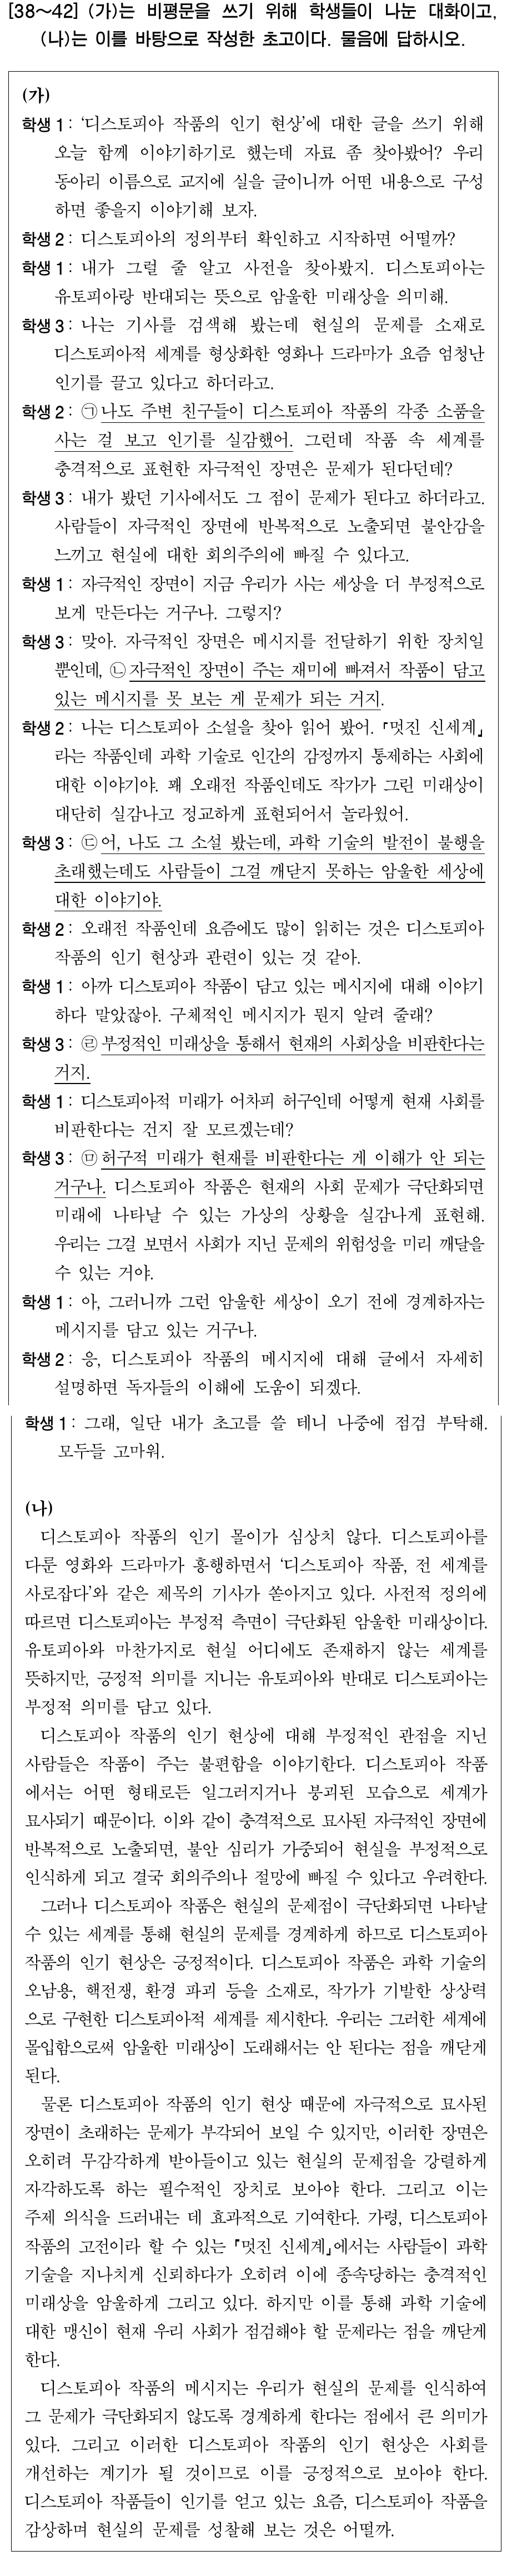 [38～42] (가)는 비평문을 쓰기 위해 학생들이 나눈 대화이고,
(나)는 이를 바탕으로 작성한 초고이다. 물음에 답하시오.
(가)
학생 1 : ‘디스토피아 작품의 인기 현상’에 대한 글을 쓰기 위해
오늘 함께 이야기하기로 했는데 자료 좀 찾아봤어? 우리
동아리 이름으로 교지에 실을 글이니까 어떤 내용으로 구성
하면 좋을지 이야기해 보자.
학생 2 : 디스토피아의 정의부터 확인하고 시작하면 어떨까?
학생 1 : 내가 그럴 줄 알고 사전을 찾아봤지. 디스토피아는
유토피아랑 반대되는 뜻으로 암울한 미래상을 의미해.
학생 3 : 나는 기사를 검색해 봤는데 현실의 문제를 소재로
디스토피아적 세계를 형상화한 영화나 드라마가 요즘 엄청난
인기를 끌고 있다고 하더라고.
학생 2 : ㉠나도 주변 친구들이 디스토피아 작품의 각종 소품을
사는 걸 보고 인기를 실감했어. 그런데 작품 속 세계를
충격적으로 표현한 자극적인 장면은 문제가 된다던데?
학생 3 : 내가 봤던 기사에서도 그 점이 문제가 된다고 하더라고.
사람들이 자극적인 장면에 반복적으로 노출되면 불안감을
느끼고 현실에 대한 회의주의에 빠질 수 있다고.
학생 1 : 자극적인 장면이 지금 우리가 사는 세상을 더 부정적으로
보게 만든다는 거구나. 그렇지?
학생 3 : 맞아. 자극적인 장면은 메시지를 전달하기 위한 장치일
뿐인데, ㉡자극적인 장면이 주는 재미에 빠져서 작품이 담고
있는 메시지를 못 보는 게 문제가 되는 거지.
학생 2 : 나는 디스토피아 소설을 찾아 읽어 봤어. 『멋진 신세계』
라는 작품인데 과학 기술로 인간의 감정까지 통제하는 사회에
대한 이야기야. 꽤 오래전 작품인데도 작가가 그린 미래상이
대단히 실감나고 정교하게 표현되어서 놀라웠어.
학생 3 : ㉢어, 나도 그 소설 봤는데, 과학 기술의 발전이 불행을
초래했는데도 사람들이 그걸 깨닫지 못하는 암울한 세상에
대한 이야기야.
학생 2 : 오래전 작품인데 요즘에도 많이 읽히는 것은 디스토피아
작품의 인기 현상과 관련이 있는 것 같아.
학생 1 : 아까 디스토피아 작품이 담고 있는 메시지에 대해 이야기
하다 말았잖아. 구체적인 메시지가 뭔지 알려 줄래?
학생 3 : ㉣부정적인 미래상을 통해서 현재의 사회상을 비판한다는
거지.
학생 1 : 디스토피아적 미래가 어차피 허구인데 어떻게 현재 사회를
비판한다는 건지 잘 모르겠는데?
학생 3 : ㉤허구적 미래가 현재를 비판한다는 게 이해가 안 되는
거구나. 디스토피아 작품은 현재의 사회 문제가 극단화되면
미래에 나타날 수 있는 가상의 상황을 실감나게 표현해.
우리는 그걸 보면서 사회가 지닌 문제의 위험성을 미리 깨달을
수 있는 거야.
학생 1 : 아, 그러니까 그런 암울한 세상이 오기 전에 경계하자는
메시지를 담고 있는 거구나.
학생 2 : 응, 디스토피아 작품의 메시지에 대해 글에서 자세히
설명하면 독자들의 이해에 도움이 되겠다.
학생 1 : 그래, 일단 내가 초고를 쓸 테니 나중에 점검 부탁해.
모두들 고마워.
(나)
디스토피아 작품의 인기 몰이가 심상치 않다. 디스토피아를
다룬 영화와 드라마가 흥행하면서 ‘디스토피아 작품, 전 세계를
사로잡다’와 같은 제목의 기사가 쏟아지고 있다. 사전적 정의에
따르면 디스토피아는 부정적 측면이 극단화된 암울한 미래상이다.
유토피아와 마찬가지로 현실 어디에도 존재하지 않는 세계를
뜻하지만, 긍정적 의미를 지니는 유토피아와 반대로 디스토피아는
부정적 의미를 담고 있다.
디스토피아 작품의 인기 현상에 대해 부정적인 관점을 지닌
사람들은 작품이 주는 불편함을 이야기한다. 디스토피아 작품
에서는 어떤 형태로든 일그러지거나 붕괴된 모습으로 세계가
묘사되기 때문이다. 이와 같이 충격적으로 묘사된 자극적인 장면에
반복적으로 노출되면, 불안 심리가 가중되어 현실을 부정적으로
인식하게 되고 결국 회의주의나 절망에 빠질 수 있다고 우려한다.
그러나 디스토피아 작품은 현실의 문제점이 극단화되면 나타날
수 있는 세계를 통해 현실의 문제를 경계하게 하므로 디스토피아
작품의 인기 현상은 긍정적이다. 디스토피아 작품은 과학 기술의
오남용, 핵전쟁, 환경 파괴 등을 소재로, 작가가 기발한 상상력
으로 구현한 디스토피아적 세계를 제시한다. 우리는 그러한 세계에
몰입함으로써 암울한 미래상이 도래해서는 안 된다는 점을 깨닫게
된다.
물론 디스토피아 작품의 인기 현상 때문에 자극적으로 묘사된
장면이 초래하는 문제가 부각되어 보일 수 있지만, 이러한 장면은
오히려 무감각하게 받아들이고 있는 현실의 문제점을 강렬하게
자각하도록 하는 필수적인 장치로 보아야 한다. 그리고 이는
주제 의식을 드러내는 데 효과적으로 기여한다. 가령, 디스토피아
작품의 고전이라 할 수 있는 『멋진 신세계』에서는 사람들이 과학
기술을 지나치게 신뢰하다가 오히려 이에 종속당하는 충격적인
미래상을 암울하게 그리고 있다. 하지만 이를 통해 과학 기술에
대한 맹신이 현재 우리 사회가 점검해야 할 문제라는 점을 깨닫게
한다.
디스토피아 작품의 메시지는 우리가 현실의 문제를 인식하여
그 문제가 극단화되지 않도록 경계하게 한다는 점에서 큰 의미가
있다. 그리고 이러한 디스토피아 작품의 인기 현상은 사회를
개선하는 계기가 될 것이므로 이를 긍정적으로 보아야 한다.
디스토피아 작품들이 인기를 얻고 있는 요즘, 디스토피아 작품을
감상하며 현실의 문제를 성찰해 보는 것은 어떨까.